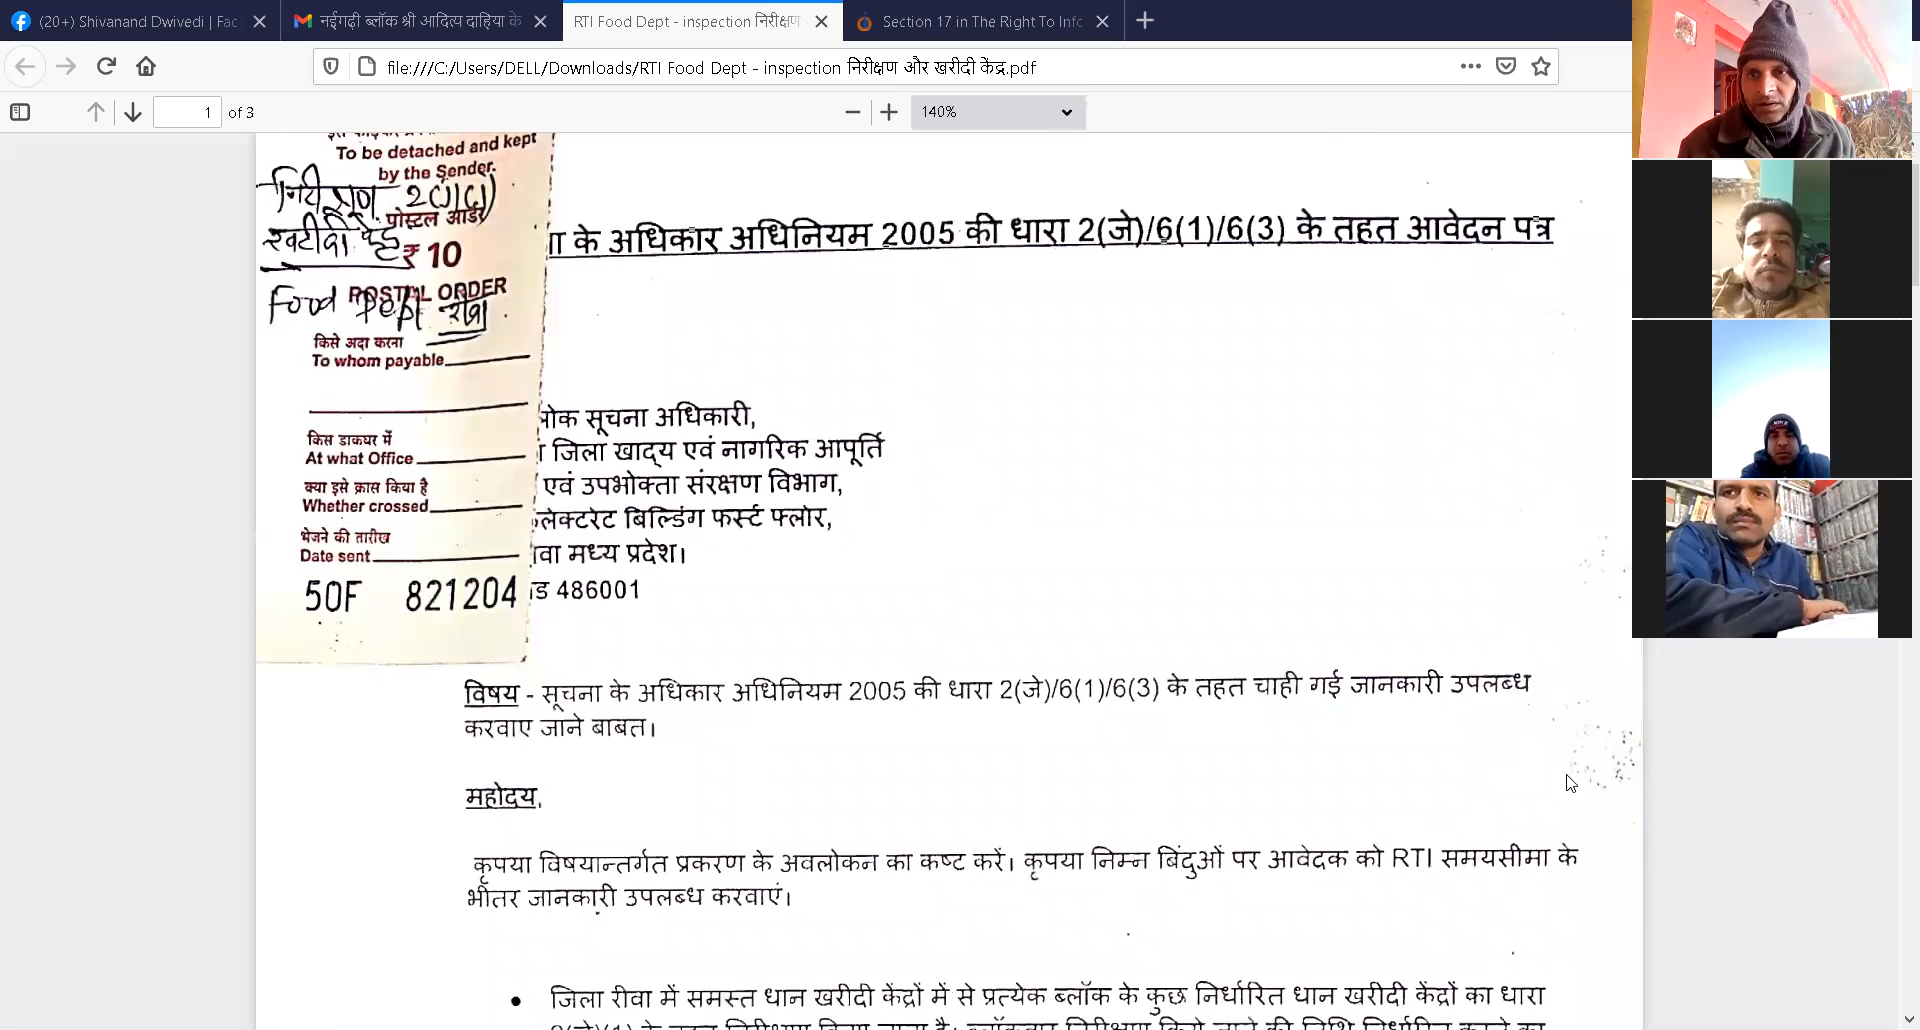 (20+) Shivanand Dwivedi | Fac
नईगढ़ी ब्लॉक श्री आदित्य दाहिया के
RTI Food Dept - inspection निरीक्षण
Section 17 in The Right To Info
file:///C:/Users/DELL/Downloads/RTI Food Dept - inspection निरीक्षण और खरीदी केंद्र.pdf
1 of 3
140%
To be detached and kept
by the Sender.
पोस्टल आर्डर
₹ 10
POSTAL ORDER
Food Dept रीवा
किसे अदा करना
To whom payable
किस डाकघर में
At what Office
क्या इसे क्रास किया है
Whether crossed
भेजने की तारीख
Date sent
50F 821204
के अधिकार अधिनियम 2005 की धारा 2(जे)/6(1)/6(3) के तहत आवेदन पत्र
सूचना अधिकारी,
जिला खाद्य एवं नागरिक आपूर्ति
एवं उपभोक्ता संरक्षण विभाग,
बिल्डिंग फर्स्ट फ्लोर,
मध्य प्रदेश।
486001
विषय - सूचना के अधिकार अधिनियम 2005 की धारा 2(जे)/6(1)/6(3) के तहत चाही गई जानकारी उपलब्ध
करवाए जाने बाबत।
महोदय,
कृपया विषयान्तर्गत प्रकरण के अवलोकन का कष्ट करें। कृपया निम्न बिंदुओं पर आवेदक को RTI समयसीमा के
भीतर जानकारी उपलब्ध करवाएं।
• जिला रीवा में समस्त धान खरीदी केंद्रों में से प्रत्येक ब्लॉक के कुछ निर्धारित धान खरीदी केंद्रों का धारा